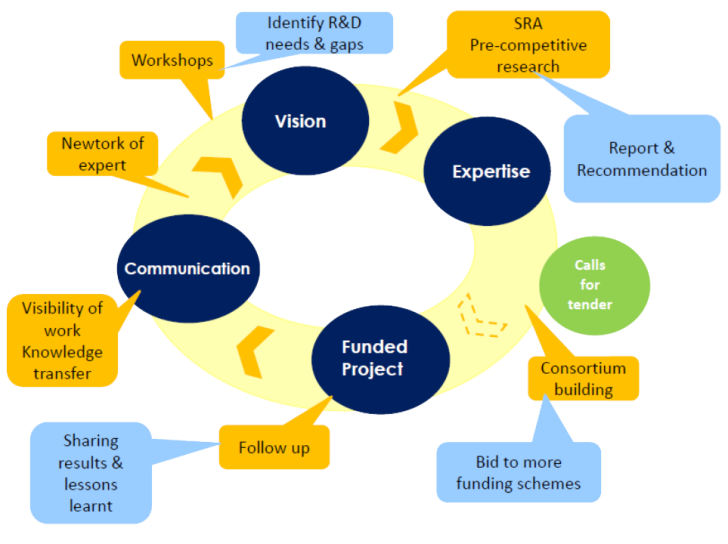 Identify R&D
needs & gaps
SRA
Pre-competitive
research
Workshops
Vision
Newtork of
expert
Expertise
Report &
Recommendation
Communication
Calls
for
tender
Visibility of
work
Knowledge
transfer
Funded
Project
Consortium
building
Sharing
results &
lessons
learnt
Follow up
Bid to more
funding schemes